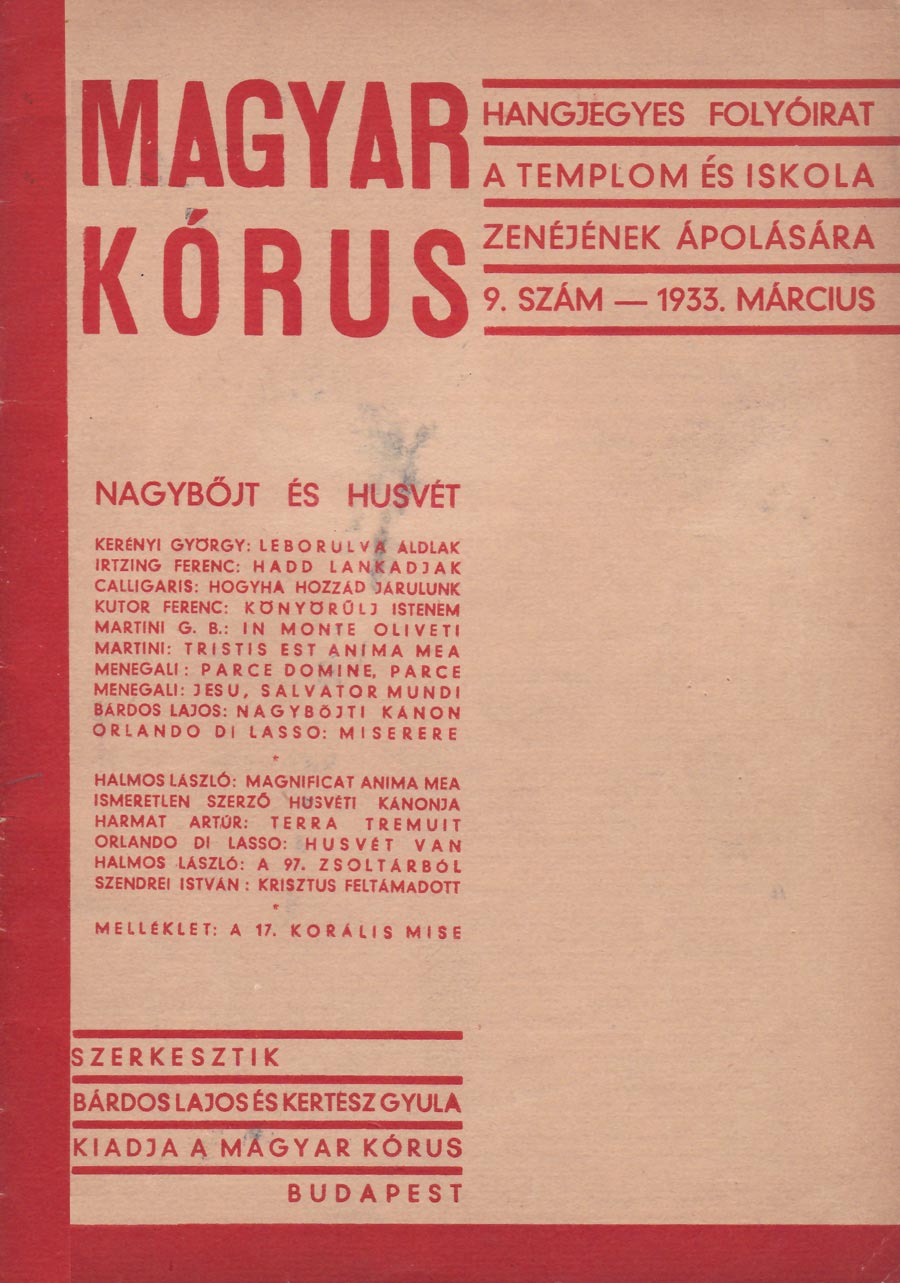 MAGYAR
KÓRUS
HANGJEGYES FOLYÓIRAT
A TEMPLOM ÉS ISKOLA
ZENÉJÉNEK ÁPOLÁSÁRA
9. SZÁM — 1933. MÁRCIUS
NAGYBŐJT ÉS HUSVÉT
KERÉNYI GYÖRGY: LEBORULVA ÁLDLAK
IRTZING FERENC: HADD LANKADJAK
CALLIGARIS: HOGYHA HOZZÁD JÁRULUNK
KUTOR FERENC: KÖNYÖRÜLJ ISTENEM
MARTINI G. B.: IN MONTE OLIVETI
MARTINI: TRISTIS EST ANIMA MEA
MENEGALI: PARCE DOMINE, PARCE
MENEGALI: JESU, SALVATOR MUNDI
BÁRDOS LAJOS: NAGYBŐJTI KÁNON
ORLANDO DI LASSO: MISERERE
*
HALMOS LÁSZLÓ: MAGNIFICAT ANIMA MEA
ISMERETLEN SZERZŐ HUSVÉTI KÁNONJA
HARMAT ARTÚR: TERRA TREMUIT
ORLANDO DI LASSO: HUSVÉT VAN
HALMOS LÁSZLÓ: A 97. ZSOLTÁRBÓL
SZENDREI ISTVÁN: KRISZTUS FELTÁMADOTT
*
MELLÉKLET: A 17. KORÁLIS MISE
SZERKESZTIK
BÁRDOS LAJOS ÉS KERTÉSZ GYULA
KIADJA A MAGYAR KÓRUS
BUDAPEST